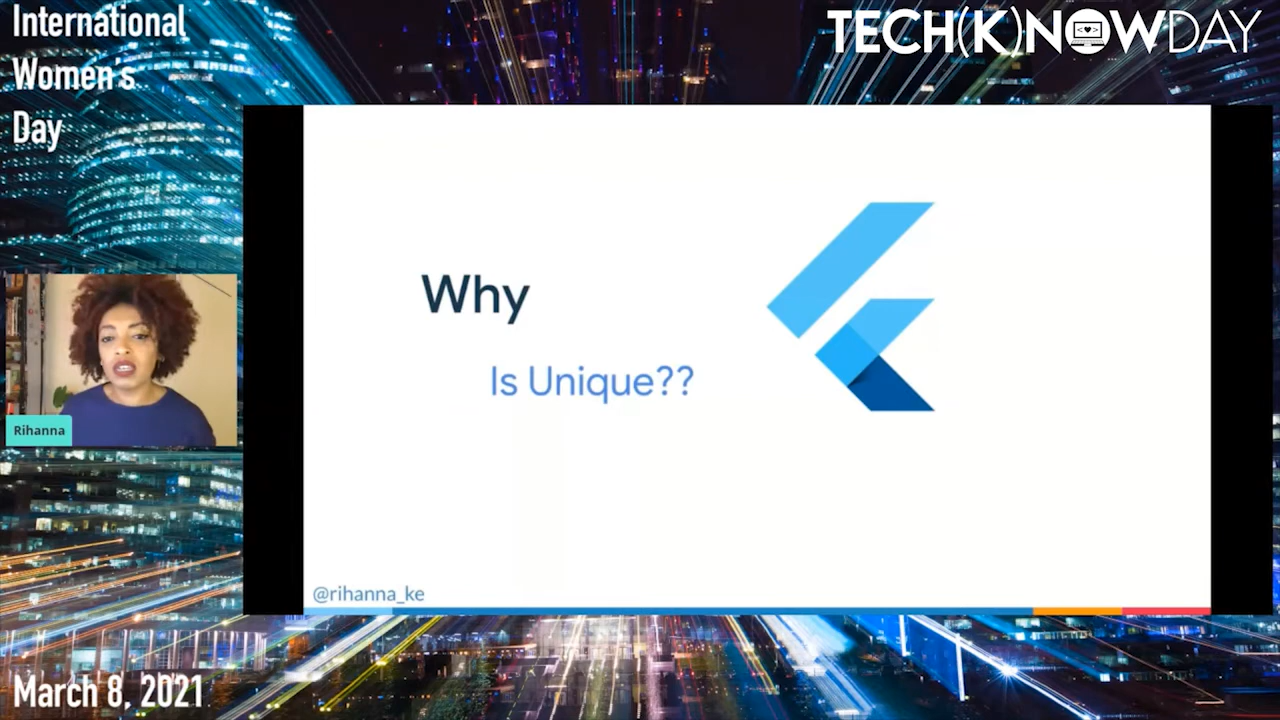 International
Women's
Day
TECH(K)NOWDAY
Why
Is Unique??
Rihanna
@rihanna_ke
March 8, 2021